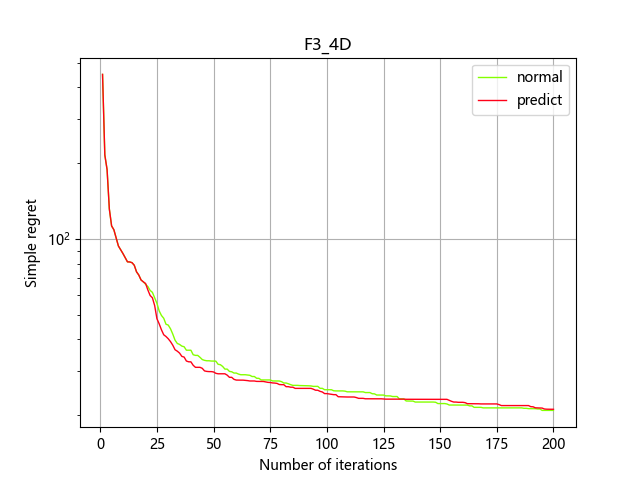 F3_4D
normal
predict
Simple regret
10²
0 25 50 75 100 125 150 175 200
Number of iterations